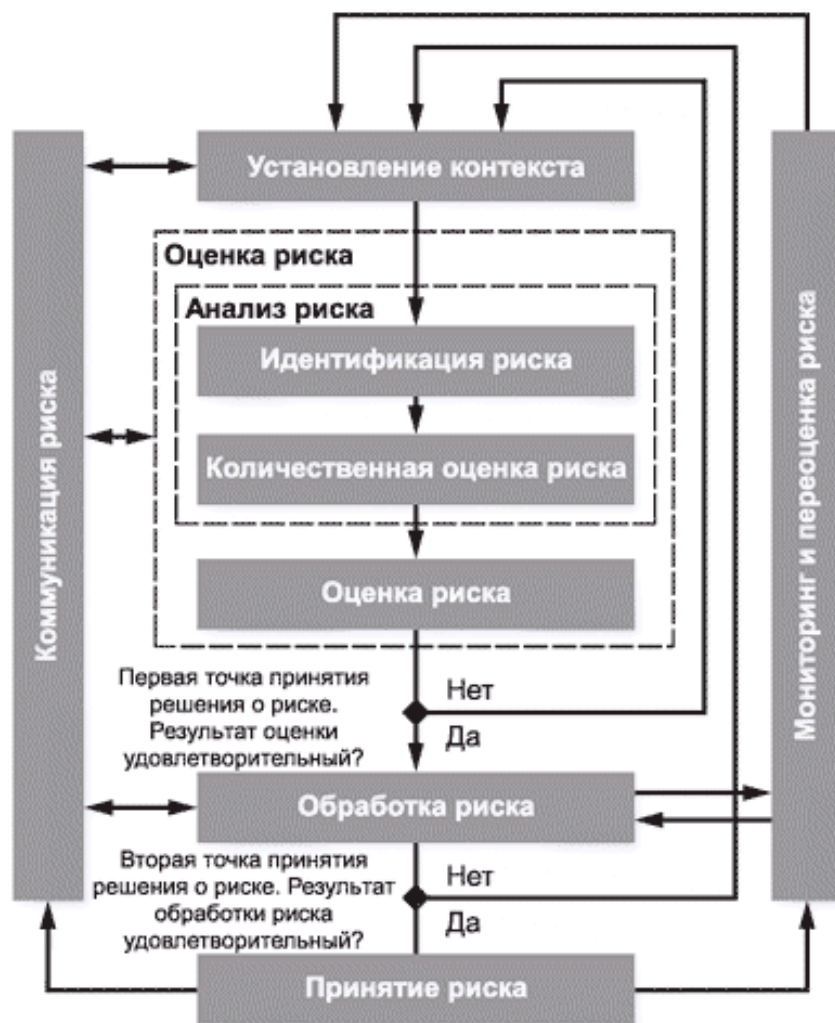 Установление контекста
Оценка риска
Анализ риска
Идентификация риска
Количественная оценка риска
Оценка риска
Первая точка принятия
решения о риске.
Результат оценки
удовлетворительный?
Нет
Да
Обработка риска
Вторая точка принятия
решения о риске. Результат
обработки риска
удовлетворительный?
Нет
Да
Принятие риска
Коммуникация риска
Мониторинг и переоценка риска